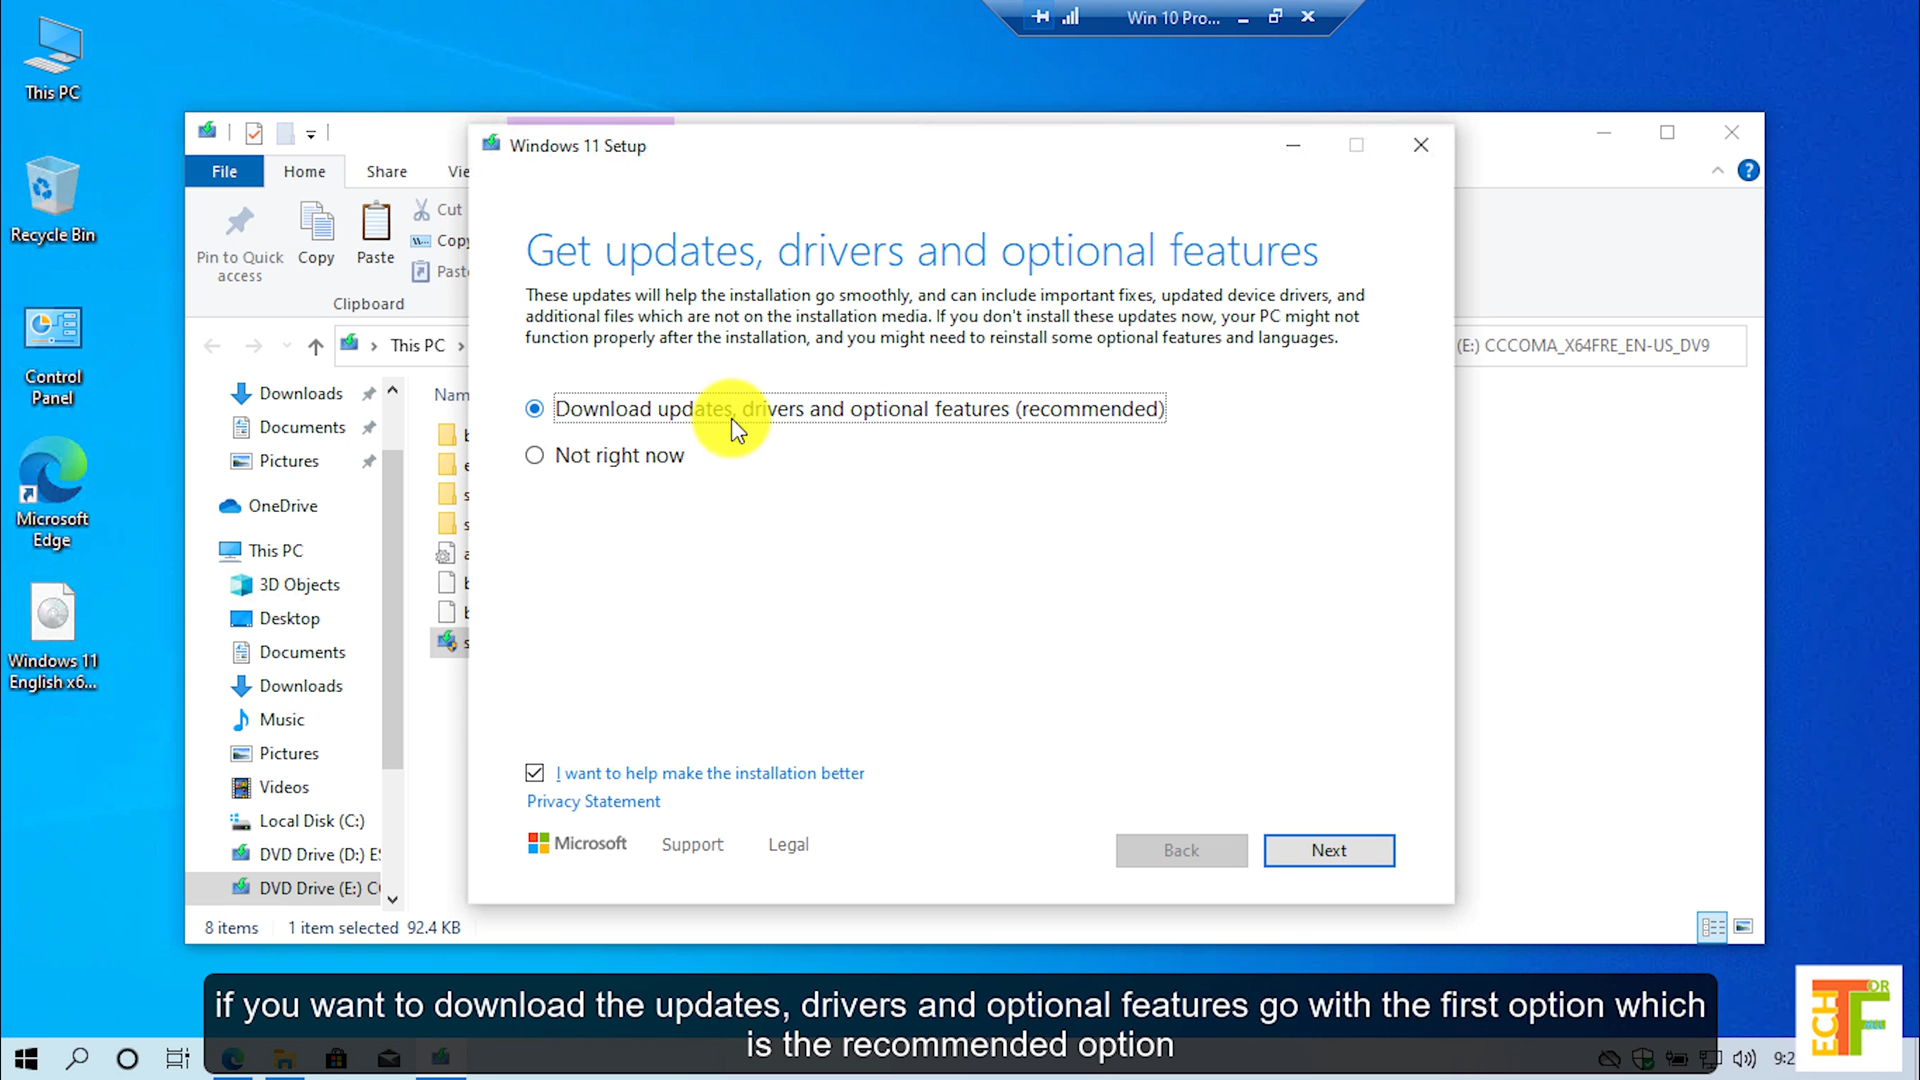 Win 10 Pro...
This PC
Recycle Bin
Control
Panel
Microsoft
Edge
Windows 11
English x6...
File
Home
Share
Pin to Quick
access
Copy
Paste
Cut
Clipboard
This PC
(E:) CCCOMA_X64FRE_EN-US_DV9
Downloads
Documents
Pictures
OneDrive
This PC
3D Objects
Desktop
Documents
Downloads
Music
Pictures
Videos
Local Disk (C:)
DVD Drive (D:) ES
DVD Drive (E:) CC
8 items
1 item selected 92.4 KB
Windows 11 Setup
Get updates, drivers and optional features
These updates will help the installation go smoothly, and can include important fixes, updated device drivers, and
additional files which are not on the installation media. If you don't install these updates now, your PC might not
function properly after the installation, and you might need to reinstall some optional features and languages.
Download updates, drivers and optional features (recommended)
Not right now
I want to help make the installation better
Privacy Statement
Microsoft
Support
Legal
Back
Next
if you want to download the updates, drivers and optional features go with the first option which
is the recommended option
TECH
FOR